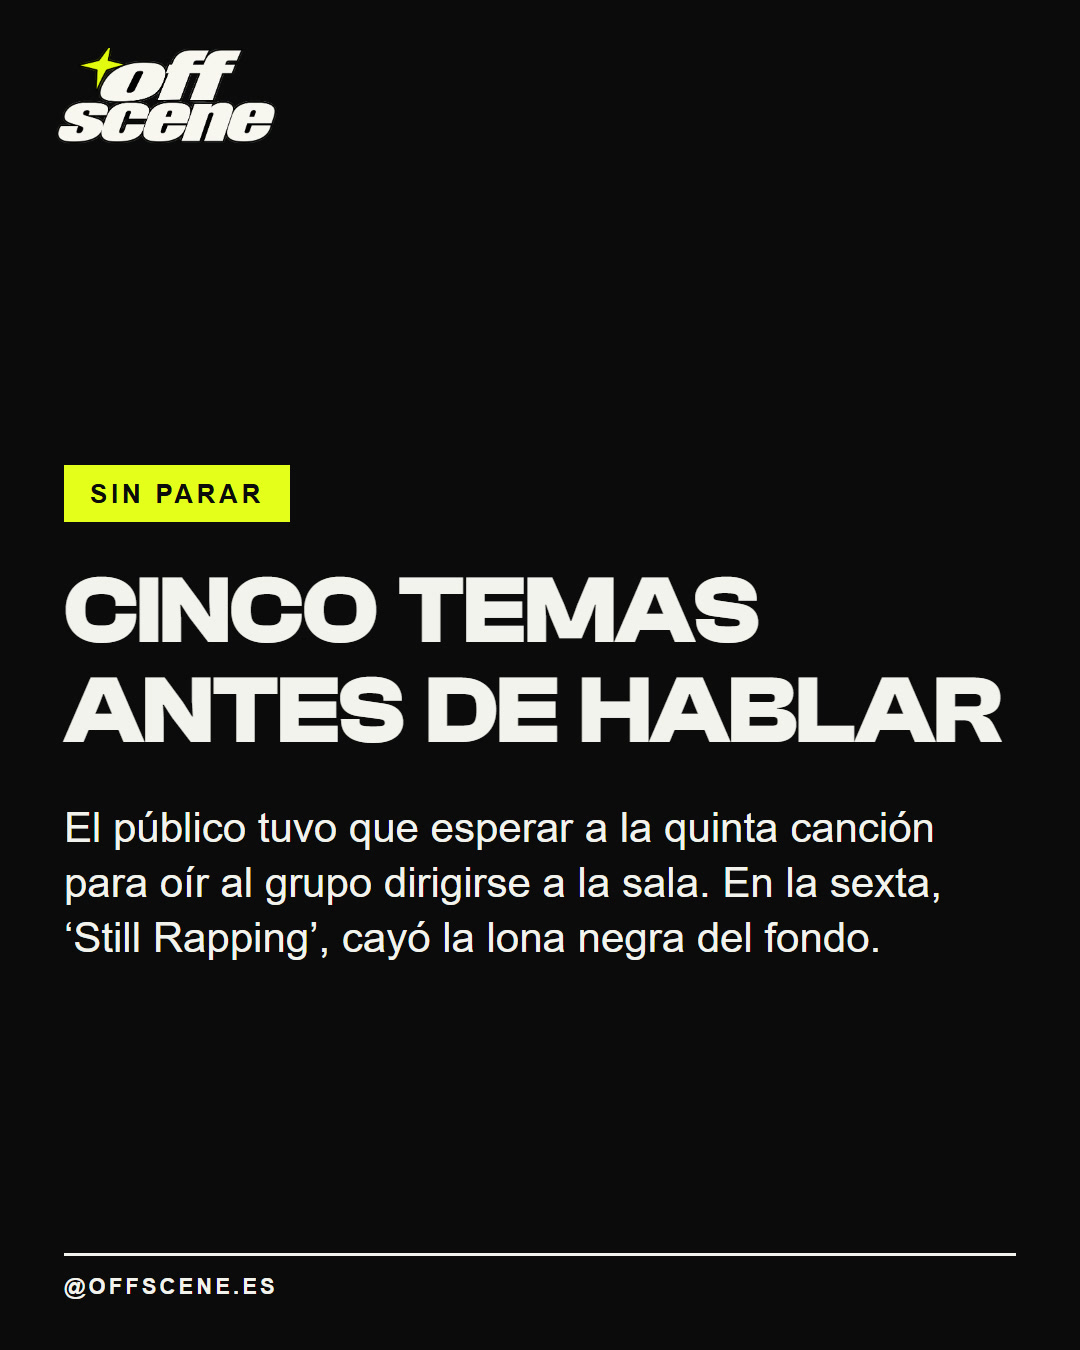 off
scene
SIN PARAR
CINCO TEMAS
ANTES DE HABLAR
El público tuvo que esperar a la quinta canción
para oír al grupo dirigirse a la sala. En la sexta,
‘Still Rapping’, cayó la lona negra del fondo.
@OFFSCENE.ES